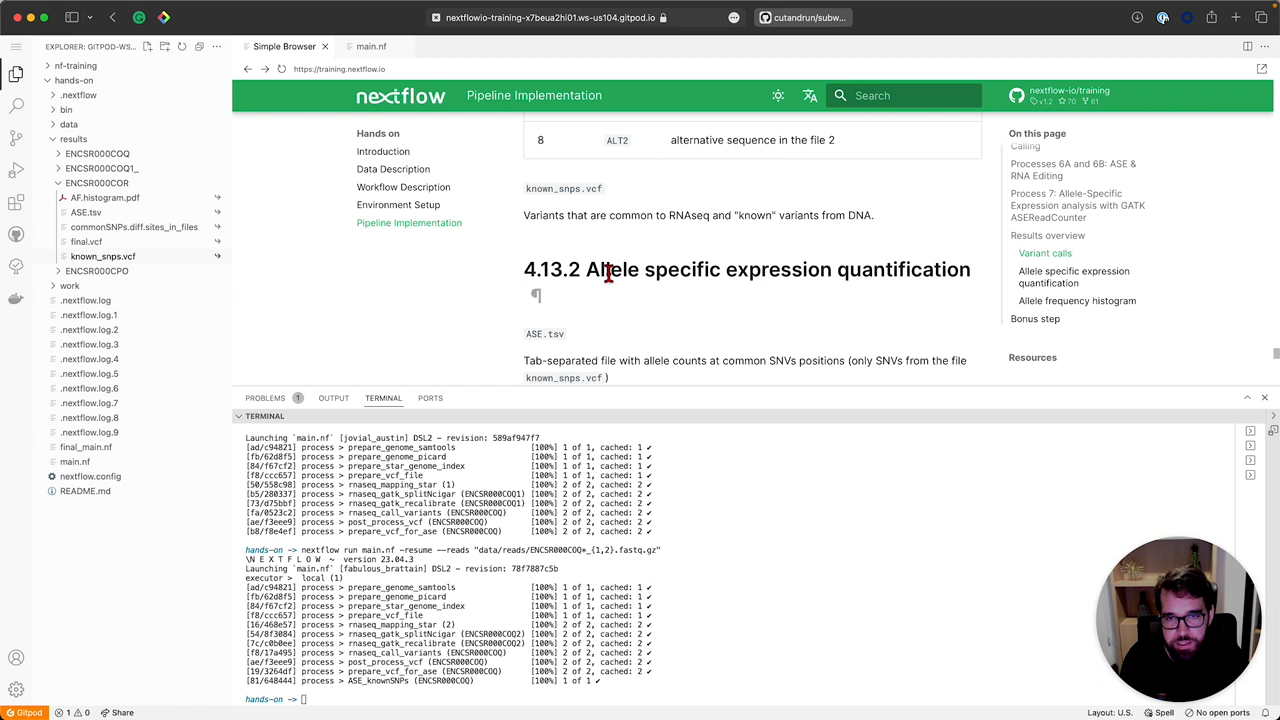 nextflowio-training-x7beua2hi01.ws-us104.gitpod.io
cutandrun/subw...
EXPLORER: GITPOD-WS...
nf-training
hands-on
.nextflow
bin
data
results
ENCSR000COQ
ENCSR000COQ1_
ENCSR000COR
AF.histogram.pdf
ASE.tsv
commonSNPs.diff.sites_in_files
final.vcf
known_snps.vcf
ENCSR000CPO
work
.nextflow.log
.nextflow.log.1
.nextflow.log.2
.nextflow.log.3
.nextflow.log.4
.nextflow.log.5
.nextflow.log.6
.nextflow.log.7
.nextflow.log.8
.nextflow.log.9
final_main.nf
main.nf
nextflow.config
README.md
Simple Browser
main.nf
https://training.nextflow.io
nextflow
Pipeline Implementation
Search
nextflow-io/training
v1.2 70 61
Hands on
Introduction
Data Description
Workflow Description
Environment Setup
Pipeline Implementation
8 ALT2 alternative sequence in the file 2
known_snps.vcf
Variants that are common to RNAseq and "known" variants from DNA.
4.13.2 Allele specific expression quantification
¶
ASE.tsv
Tab-separated file with allele counts at common SNVs positions (only SNVs from the file
known_snps.vcf )
On this page
Calling
Processes 6A and 6B: ASE &
RNA Editing
Process 7: Allele-Specific
Expression analysis with GATK
ASEReadCounter
Results overview
Variant calls
Allele specific expression
quantification
Allele frequency histogram
Bonus step
Resources
PROBLEMS 1 OUTPUT TERMINAL PORTS
TERMINAL
Launching `main.nf` [jovial_austin] DSL2 - revision: 589af947f7
[ad/c94821] process > prepare_genome_samtools [100%] 1 of 1, cached: 1 ✔
[fb/62d8f5] process > prepare_genome_picard [100%] 1 of 1, cached: 1 ✔
[84/f67cf2] process > prepare_star_genome_index [100%] 1 of 1, cached: 1 ✔
[f8/ccc657] process > prepare_vcf_file [100%] 1 of 1, cached: 1 ✔
[50/558c98] process > rnaseq_mapping_star (1) [100%] 2 of 2, cached: 2 ✔
[b5/280337] process > rnaseq_gatk_splitNcigar (ENCSR000COQ1) [100%] 2 of 2, cached: 2 ✔
[73/d75bbf] process > rnaseq_gatk_recalibrate (ENCSR000COQ1) [100%] 2 of 2, cached: 2 ✔
[fa/0523c2] process > rnaseq_call_variants (ENCSR000COQ) [100%] 2 of 2, cached: 2 ✔
[ae/f3eee9] process > post_process_vcf (ENCSR000COQ) [100%] 2 of 2, cached: 2 ✔
[b8/f8e4ef] process > prepare_vcf_for_ase (ENCSR000COQ) [100%] 2 of 2, cached: 2 ✔
hands-on -> nextflow run main.nf -resume --reads "data/reads/ENCSR000COQ*_{1,2}.fastq.gz"
\N E X T F L O W ~ version 23.04.3
Launching `main.nf` [fabulous_brattain] DSL2 - revision: 78f7887c5b
executor > local (1)
[ad/c94821] process > prepare_genome_samtools [100%] 1 of 1, cached: 1 ✔
[fb/62d8f5] process > prepare_genome_picard [100%] 1 of 1, cached: 1 ✔
[84/f67cf2] process > prepare_star_genome_index [100%] 1 of 1, cached: 1 ✔
[f8/ccc657] process > prepare_vcf_file [100%] 1 of 1, cached: 1 ✔
[16/468e57] process > rnaseq_mapping_star (2) [100%] 2 of 2, cached: 2 ✔
[54/8f3084] process > rnaseq_gatk_splitNcigar (ENCSR000COQ2) [100%] 2 of 2, cached: 2 ✔
[7c/c0b0ee] process > rnaseq_gatk_recalibrate (ENCSR000COQ2) [100%] 2 of 2, cached: 2 ✔
[f8/17a495] process > rnaseq_call_variants (ENCSR000COQ) [100%] 2 of 2, cached: 2 ✔
[ae/f3eee9] process > post_process_vcf (ENCSR000COQ) [100%] 2 of 2, cached: 2 ✔
[19/3264df] process > prepare_vcf_for_ase (ENCSR000COQ) [100%] 2 of 2, cached: 2 ✔
[81/648444] process > ASE_knownSNPs (ENCSR000COQ) [100%] 1 of 1 ✔
hands-on ->
Gitpod 1 0 Share Layout: U.S. Spell No open ports